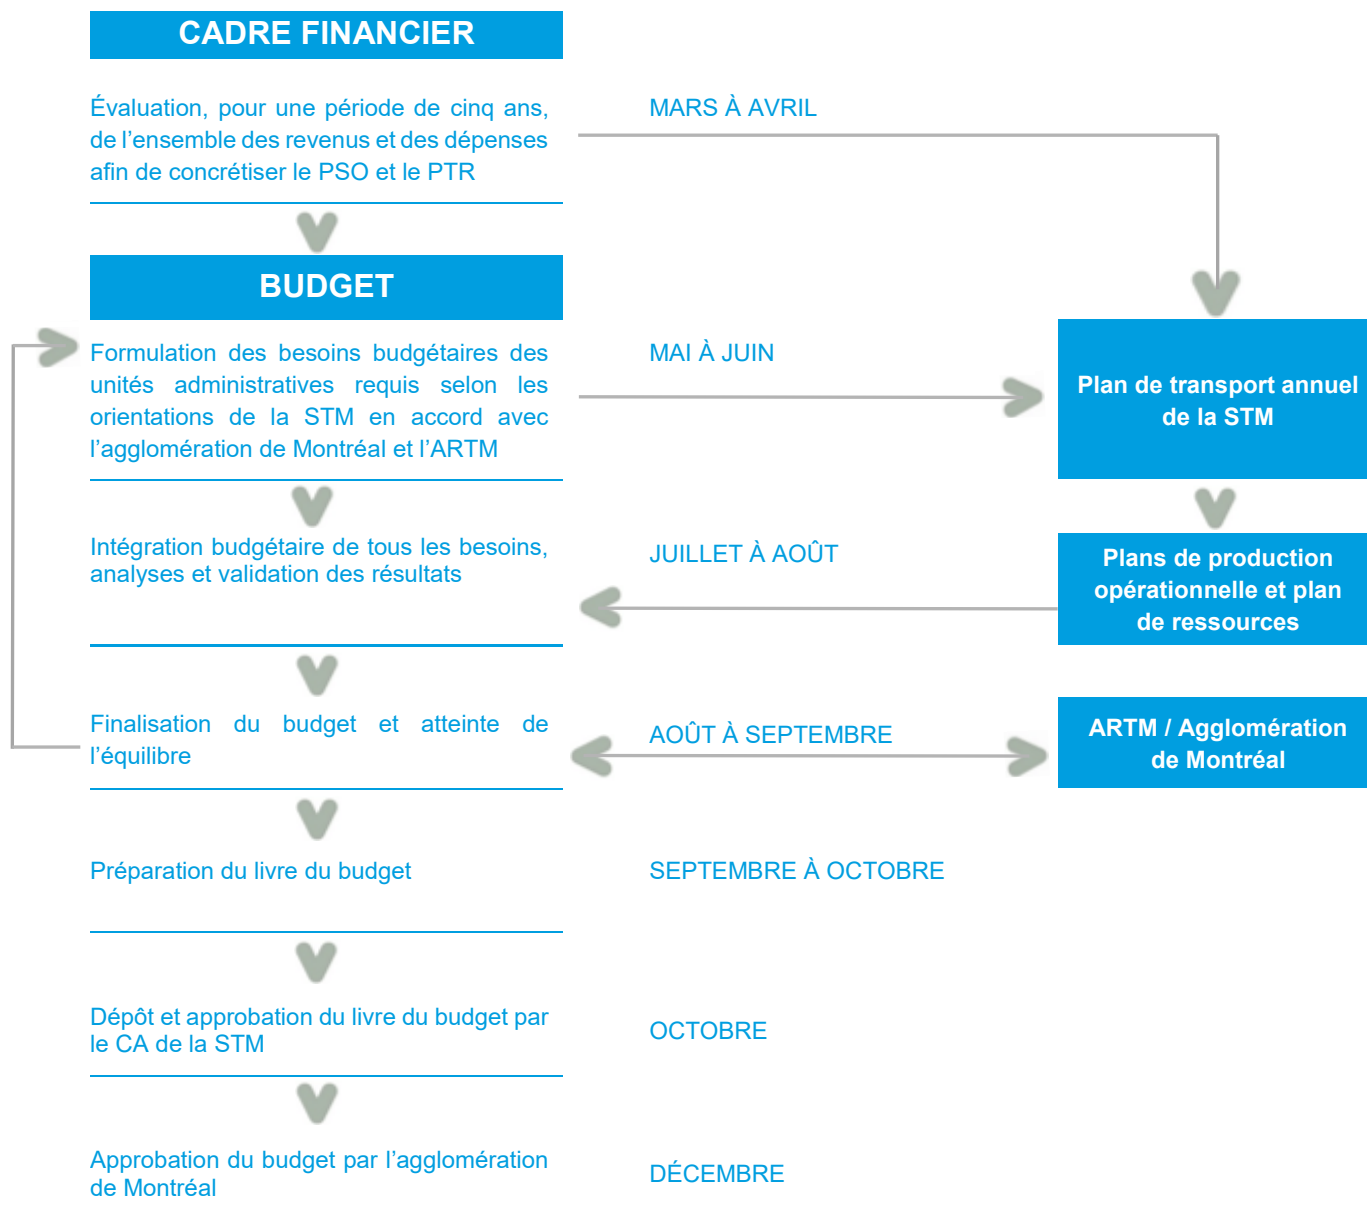 CADRE FINANCIER
Évaluation, pour une période de cinq ans,
de l’ensemble des revenus et des dépenses
afin de concrétiser le PSO et le PTR
MARS À AVRIL
BUDGET
Formulation des besoins budgétaires des
unités administratives requis selon les
orientations de la STM en accord avec
l’agglomération de Montréal et l’ARTM
MAI À JUIN
Plan de transport annuel
de la STM
Intégration budgétaire de tous les besoins,
analyses et validation des résultats
JUILLET À AOÛT
Plans de production
opérationnelle et plan
de ressources
Finalisation du budget et atteinte de
l’équilibre
AOÛT À SEPTEMBRE
ARTM / Agglomération
de Montréal
Préparation du livre du budget
SEPTEMBRE À OCTOBRE
Dépôt et approbation du livre du budget par
le CA de la STM
OCTOBRE
Approbation du budget par l’agglomération
de Montréal
DÉCEMBRE